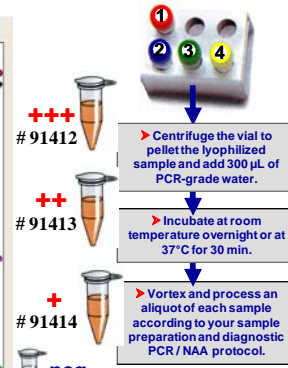 1
2 3 4
+++
# 91412
➤ Centrifuge the vial to
pellet the lyophilized
sample and add 300 µL of
PCR-grade water.
++
# 91413
➤ Incubate at room
temperature overnight or at
37°C for 30 min.
+
# 91414
➤ Vortex and process an
aliquot of each sample
according to your sample
preparation and diagnostic
PCR / NAA protocol.